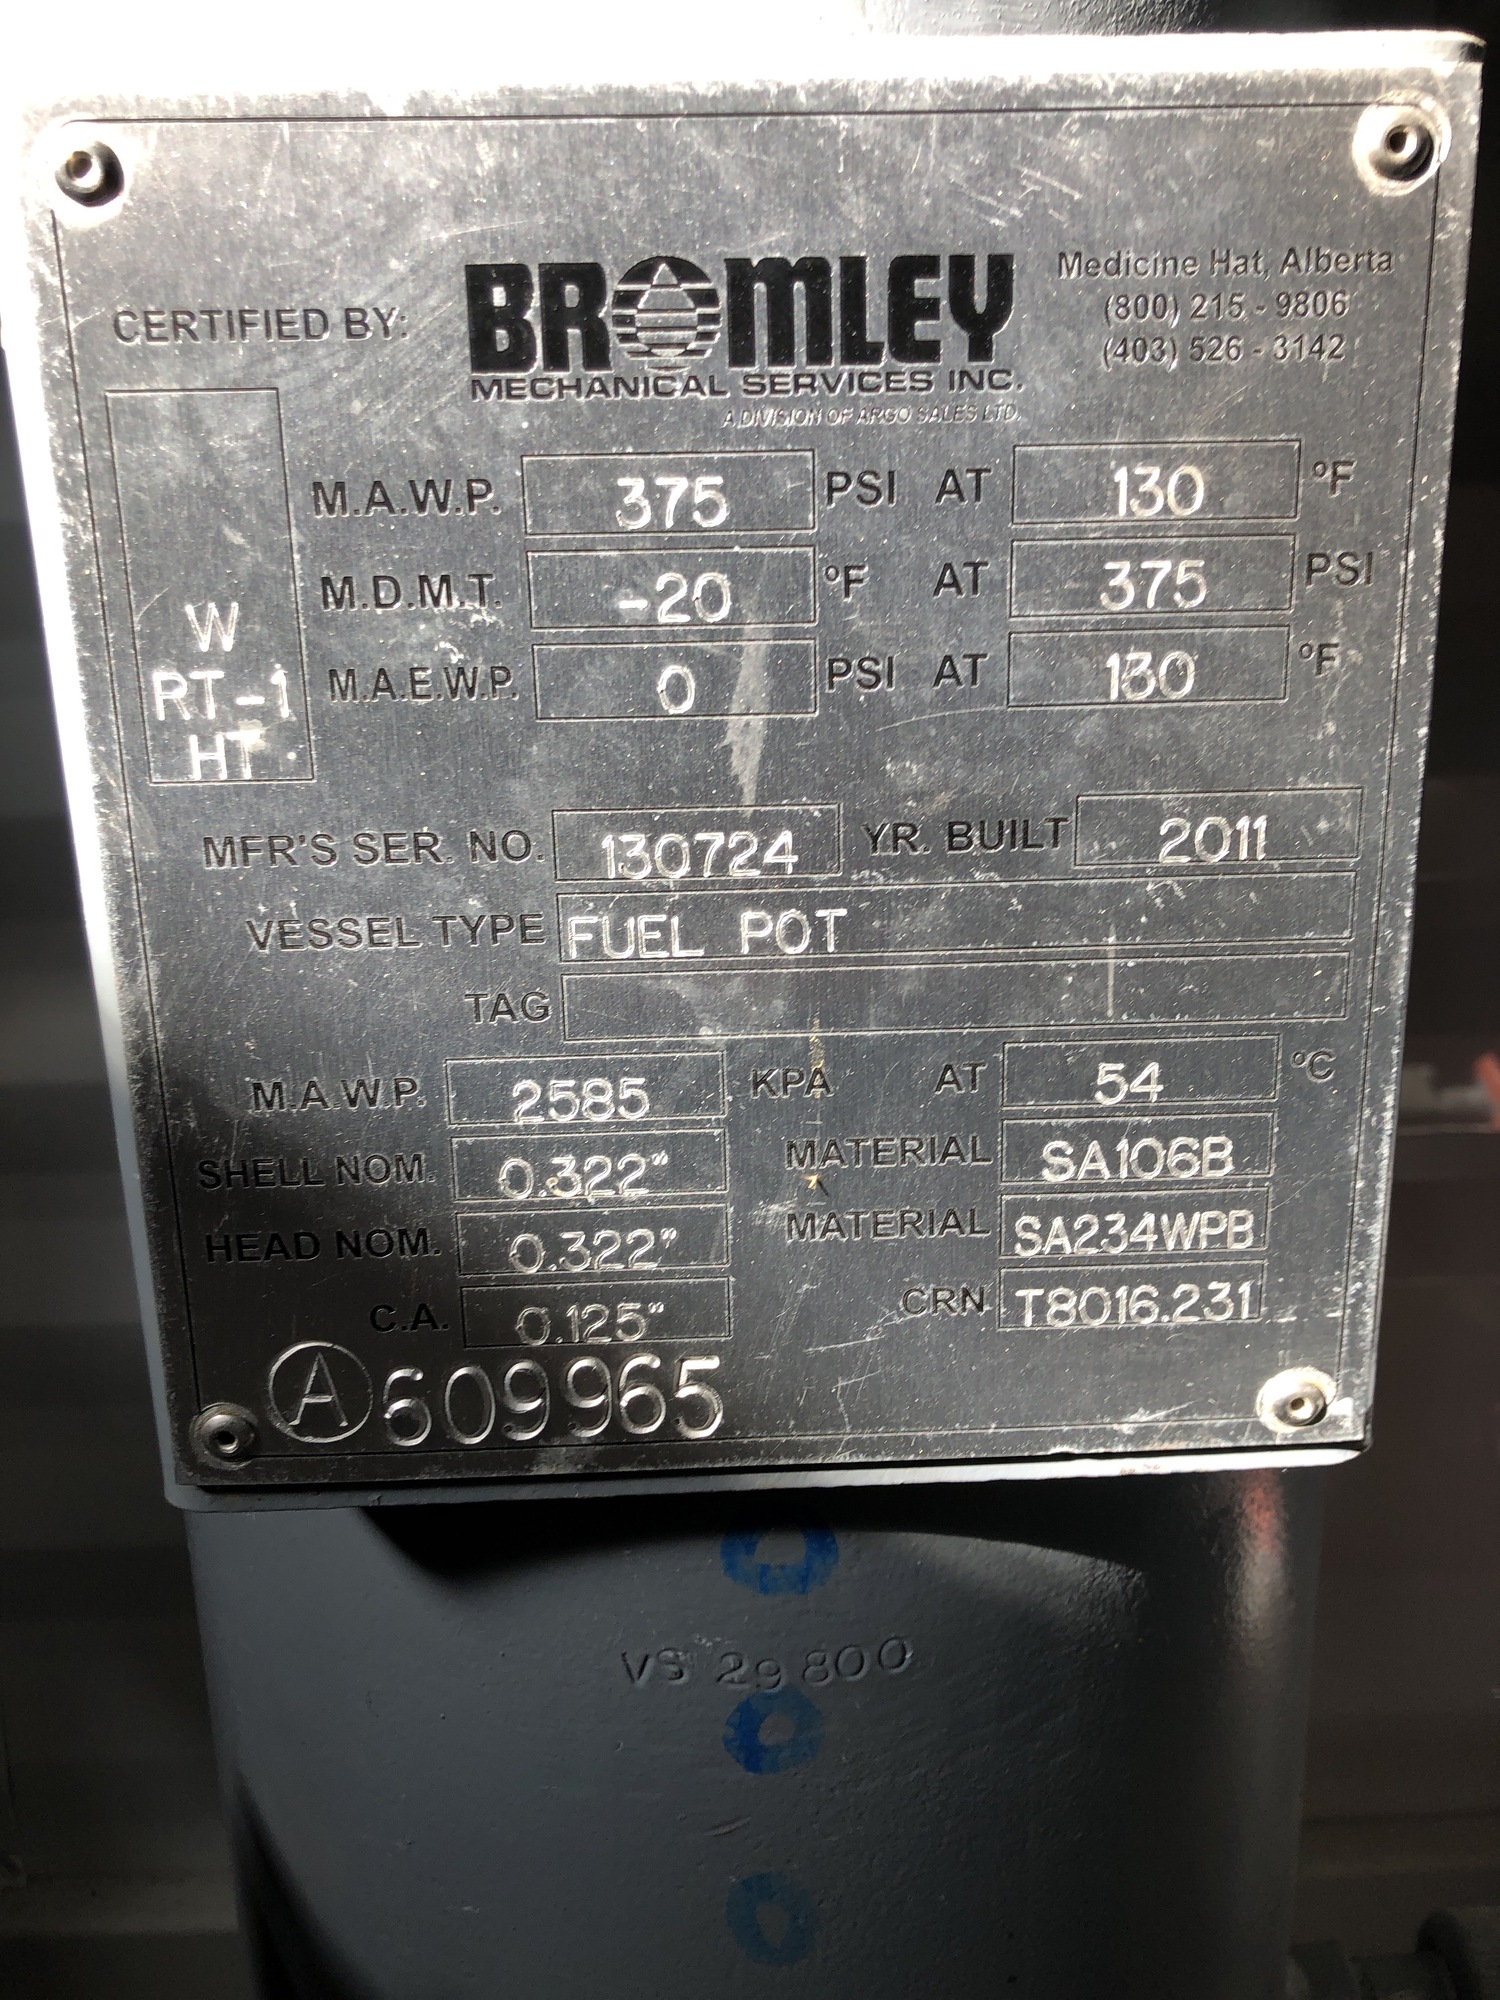 CERTIFIED BY: BROMLEY
MECHANICAL SERVICES INC.
A DIVISION OF ARGO SALES LTD.
Medicine Hat, Alberta
(800) 215 - 9806
(403) 526 - 3142
W
RT-1
HT
M.A.W.P. 375 PSI AT 130 °F
M.D.M.T. -20 °F AT 375 PSI
M.A.E.W.P. 0 PSI AT 130 °F
MFR'S SER. NO. 130724 YR. BUILT 2011
VESSEL TYPE FUEL POT
TAG
M.A.W.P. 2585 KPA AT 54 °C
SHELL NOM. 0.322" MATERIAL SA106B
HEAD NOM. 0.322" MATERIAL SA234WPB
C.A. 0.125" CRN T8016.231
A 609965
VS 29800